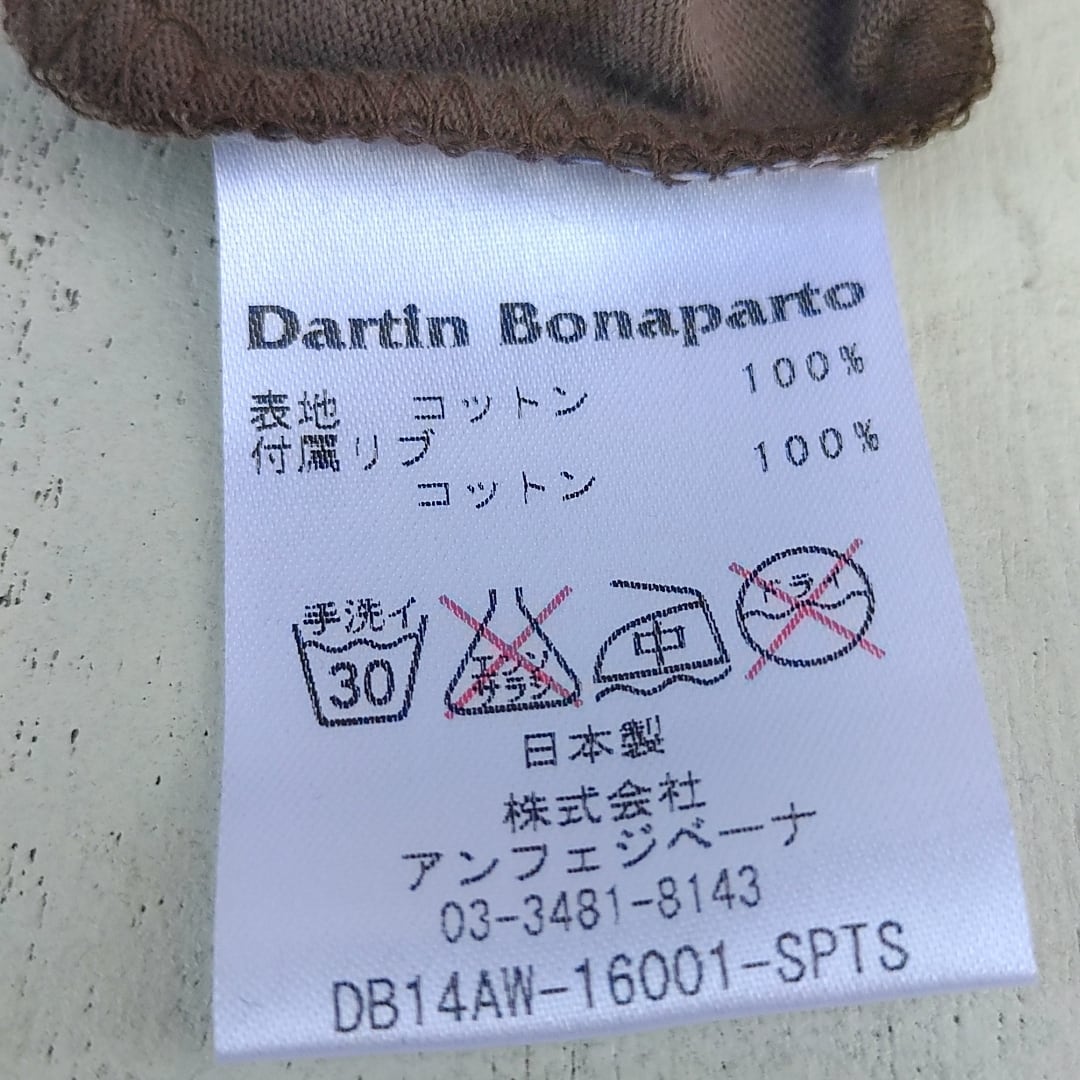 Dartin Bonaparto
表地 コットン 100%
付属リブ
コットン 100%
手洗イ
30
エンソ
サラシ
中
ドライ
日本製
株式会社
アンフェジベーナ
03-3481-8143
DB14AW-16001-SPTS